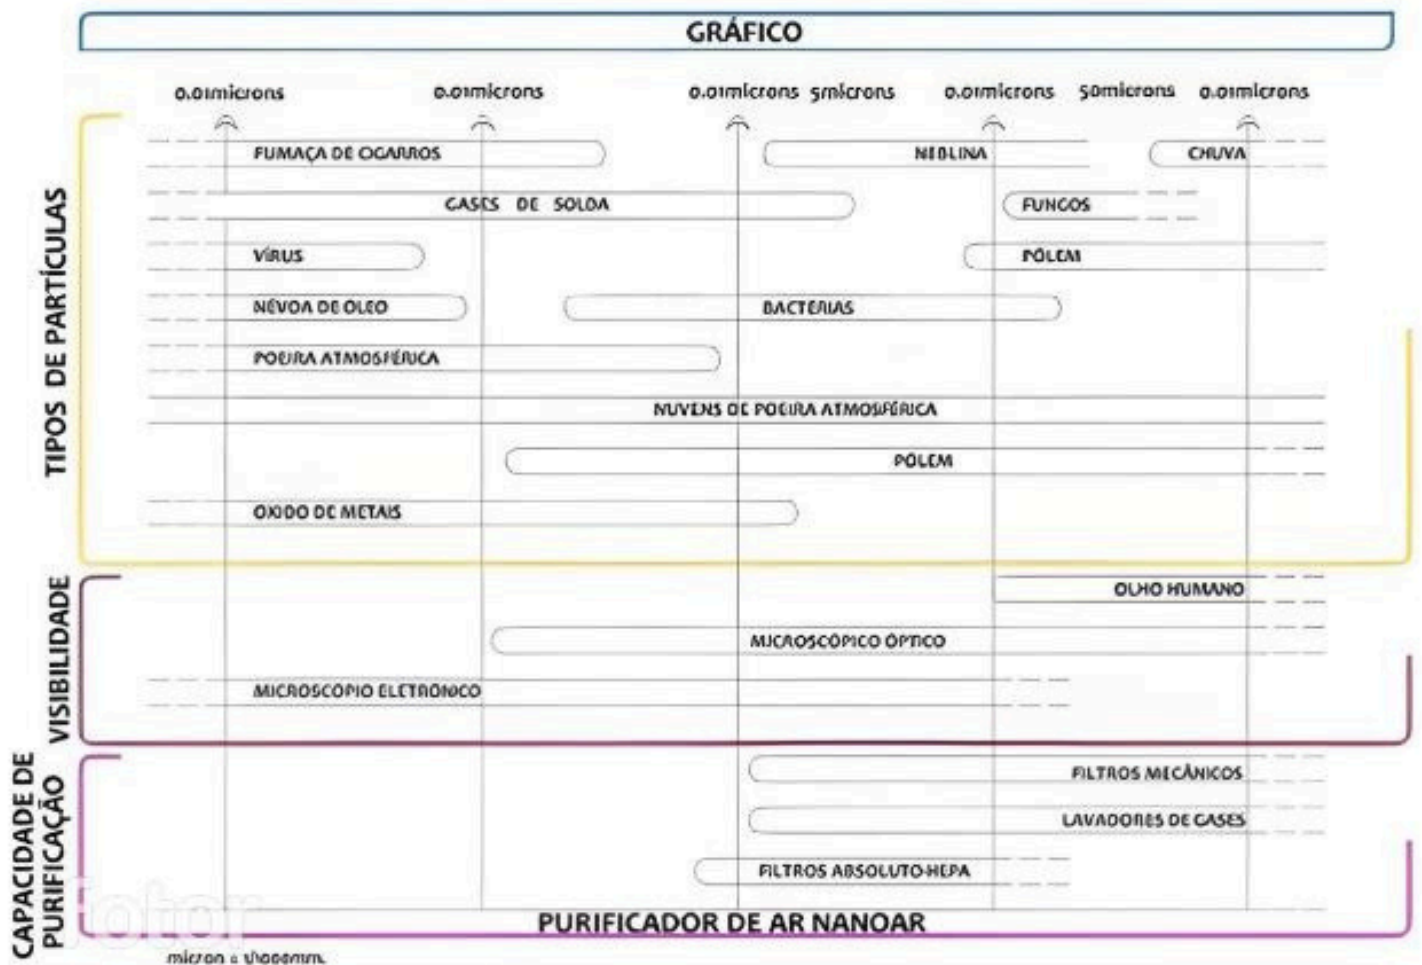 GRÁFICO
0.01microns 0.01microns 0.01microns 5microns 0.01microns 50microns 0.01microns
TIPOS DE PARTÍCULAS
FUMAÇA DE CIGARROS NEBLINA CHUVA
GASES DE SOLDA FUNGOS
VÍRUS PÓLEM
NÉVOA DE ÓLEO BACTÉRIAS
POEIRA ATMOSFÉRICA
NUVENS DE POEIRA ATMOSFÉRICA
PÓLEM
OXIDO DE METAIS
VISIBILIDADE
OLHO HUMANO
MICROSCÓPICO ÓPTICO
MICROSCÓPIO ELETRÔNICO
CAPACIDADE DE
PURIFICAÇÃO
FILTROS MECÂNICOS
LAVADORES DE GASES
FILTROS ABSOLUTO-HEPA
PURIFICADOR DE AR NANOAR
fotor
micron